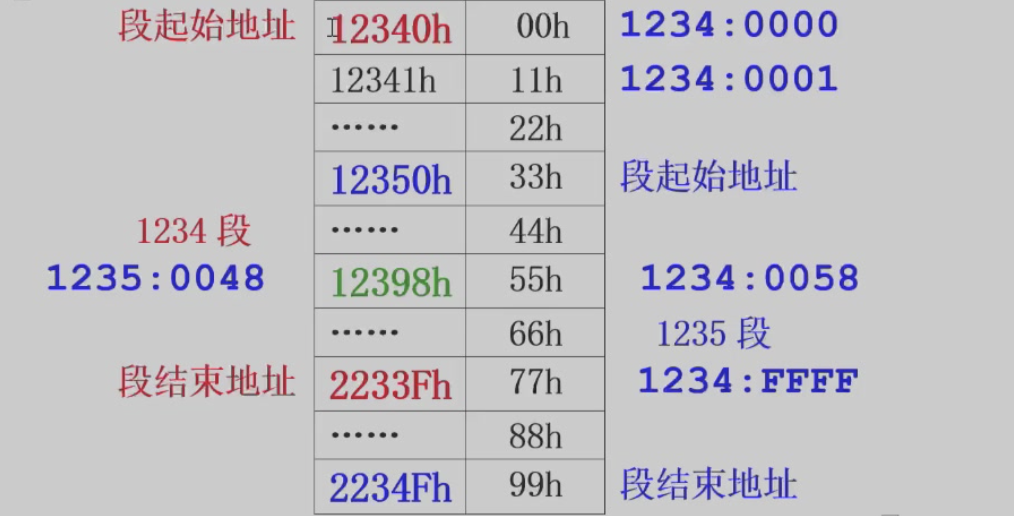 段起始地址 12340h 00h 1234:0000
12341h 11h 1234:0001
…… 22h
12350h 33h 段起始地址
1234 段 …… 44h
1235:0048 12398h 55h 1234:0058
…… 66h 1235 段
段结束地址 2233Fh 77h 1234:FFFF
…… 88h
2234Fh 99h 段结束地址